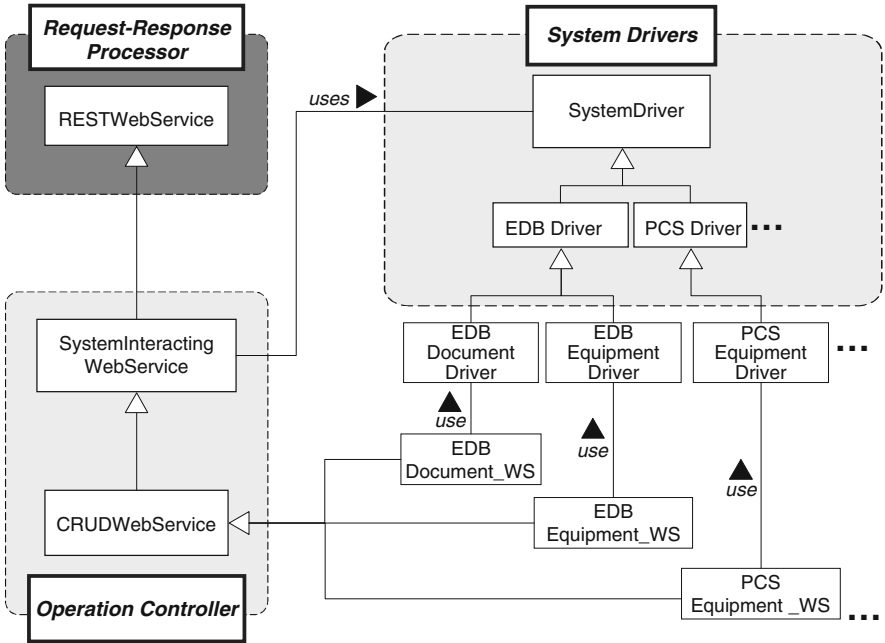 Request-Response
Processor
RESTWebService
System Drivers
uses
SystemDriver
EDB Driver
PCS Driver
...
SystemInteracting
WebService
EDB
Document
Driver
EDB
Equipment
Driver
PCS
Equipment
Driver
...
use
use
use
EDB
Document_WS
CRUDWebService
EDB
Equipment_WS
PCS
Equipment _WS
...
Operation Controller